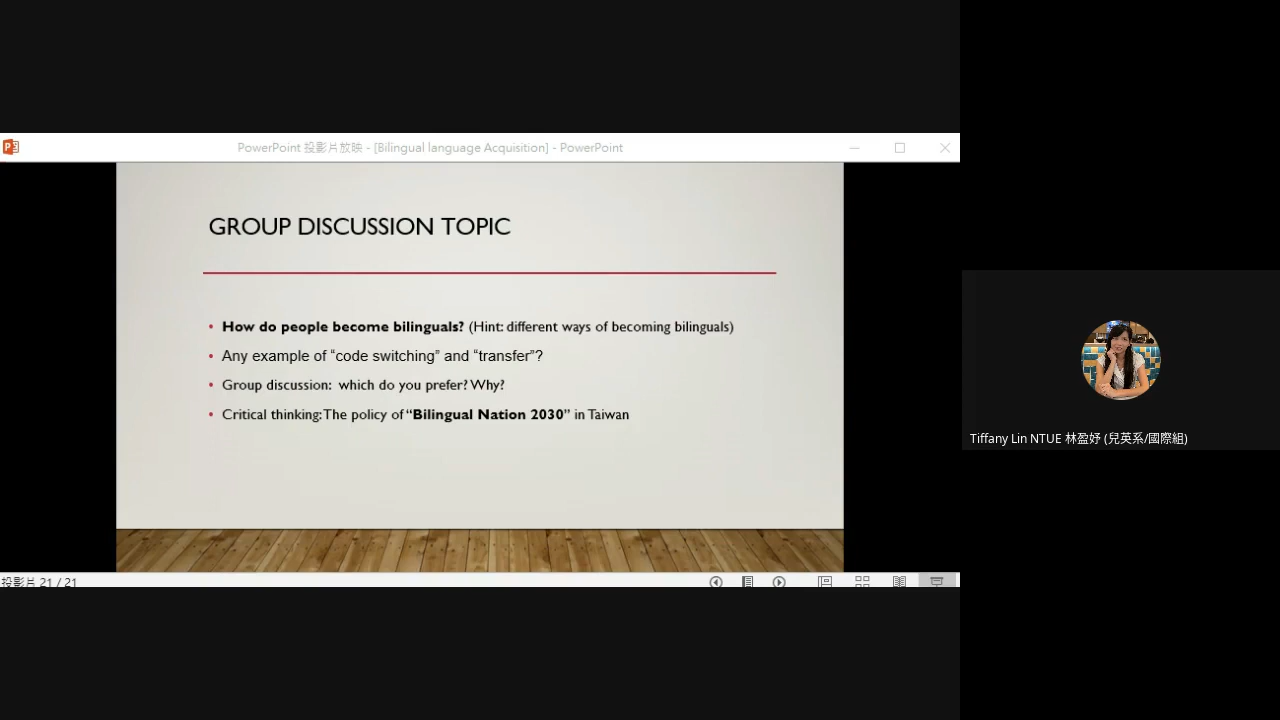 PowerPoint 投影片放映 - [Bilingual language Acquisition] - PowerPoint
GROUP DISCUSSION TOPIC
• How do people become bilinguals? (Hint: different ways of becoming bilinguals)
• Any example of “code switching” and “transfer”?
• Group discussion: which do you prefer? Why?
• Critical thinking: The policy of “Bilingual Nation 2030” in Taiwan
Tiffany Lin NTUE 林盈妤 (兒英系/國際組)
投影片 21 / 21